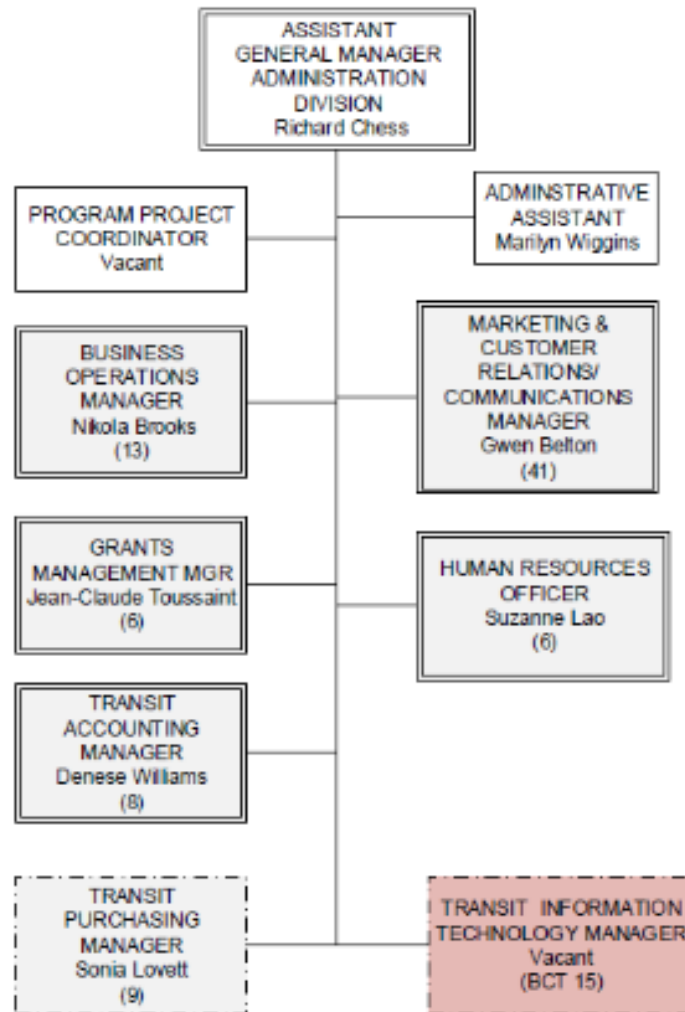 ASSISTANT
GENERAL MANAGER
ADMINISTRATION
DIVISION
Richard Chess
PROGRAM PROJECT
COORDINATOR
Vacant
ADMINSTRATIVE
ASSISTANT
Marilyn Wiggins
BUSINESS
OPERATIONS
MANAGER
Nikola Brooks
(13)
MARKETING &
CUSTOMER
RELATIONS/
COMMUNICATIONS
MANAGER
Gwen Belton
(41)
GRANTS
MANAGEMENT MGR
Jean-Claude Toussaint
(6)
HUMAN RESOURCES
OFFICER
Suzanne Lao
(6)
TRANSIT
ACCOUNTING
MANAGER
Denese Williams
(8)
TRANSIT
PURCHASING
MANAGER
Sonia Lovett
(9)
TRANSIT INFORMATION
TECHNOLOGY MANAGER
Vacant
(BCT 15)